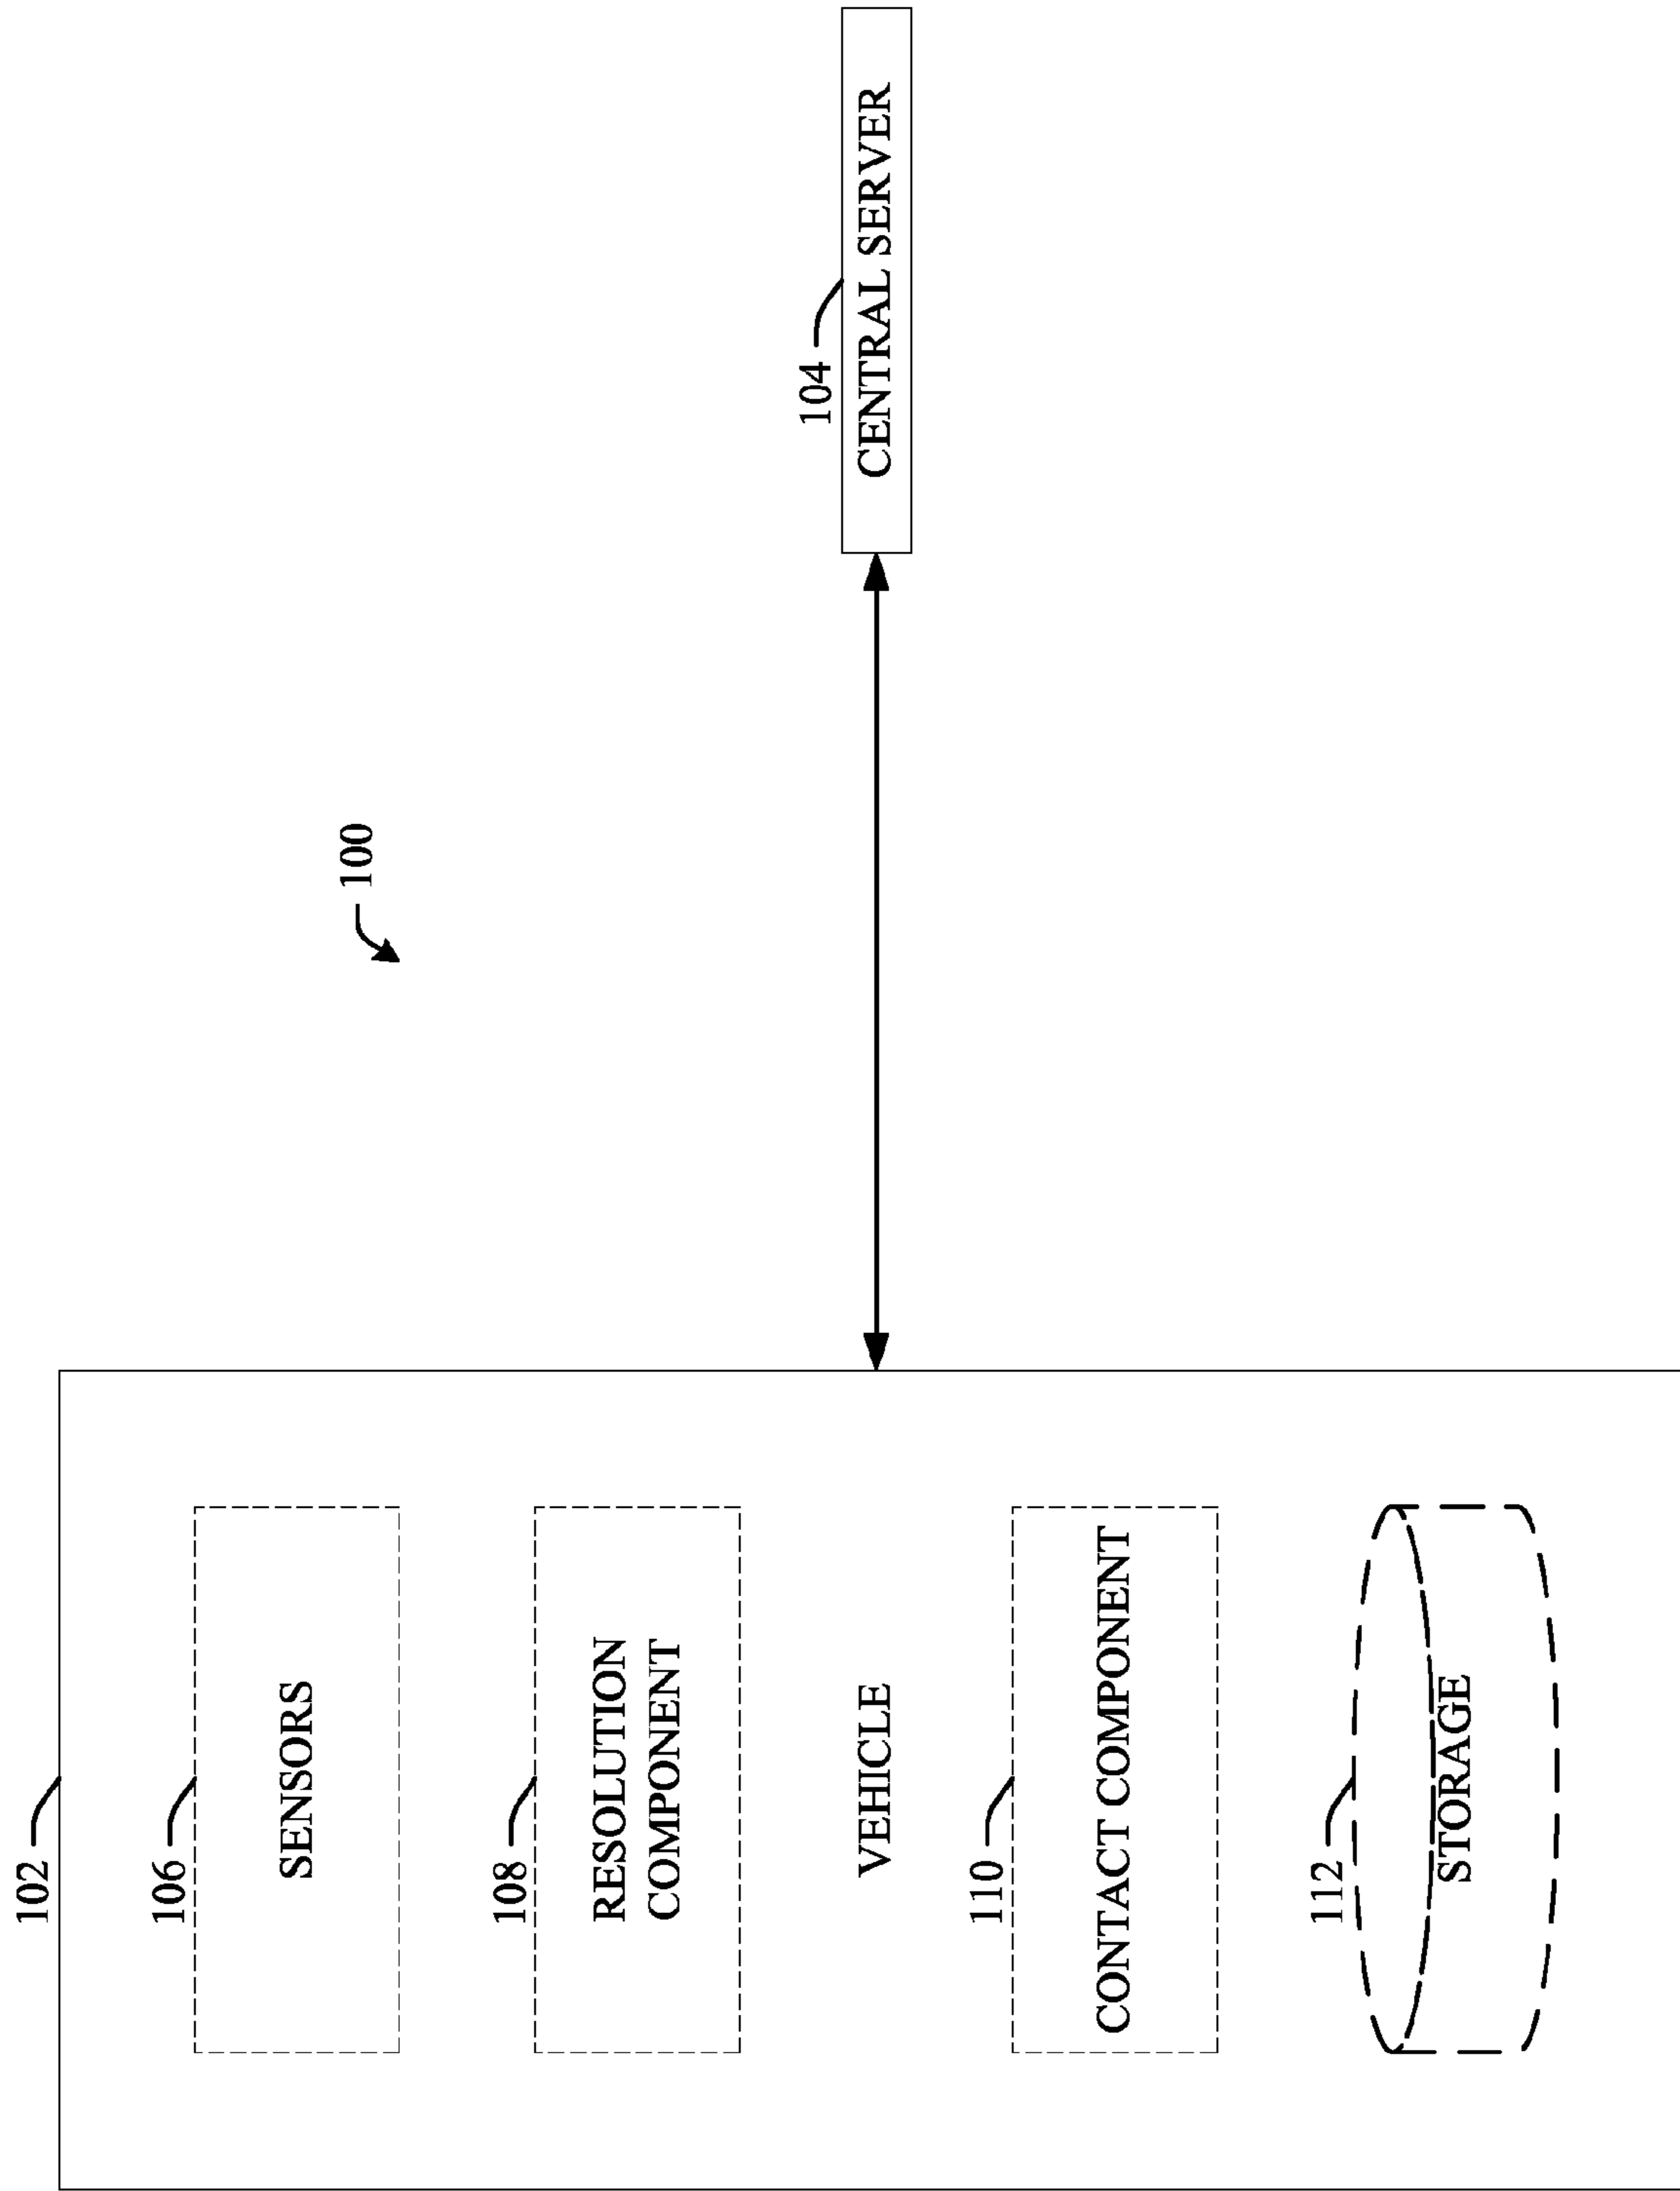 100
102
106
SENSORS
108
RESOLUTION
COMPONENT
VEHICLE
104
CENTRAL SERVER
110
CONTACT COMPONENT
112
STORAGE